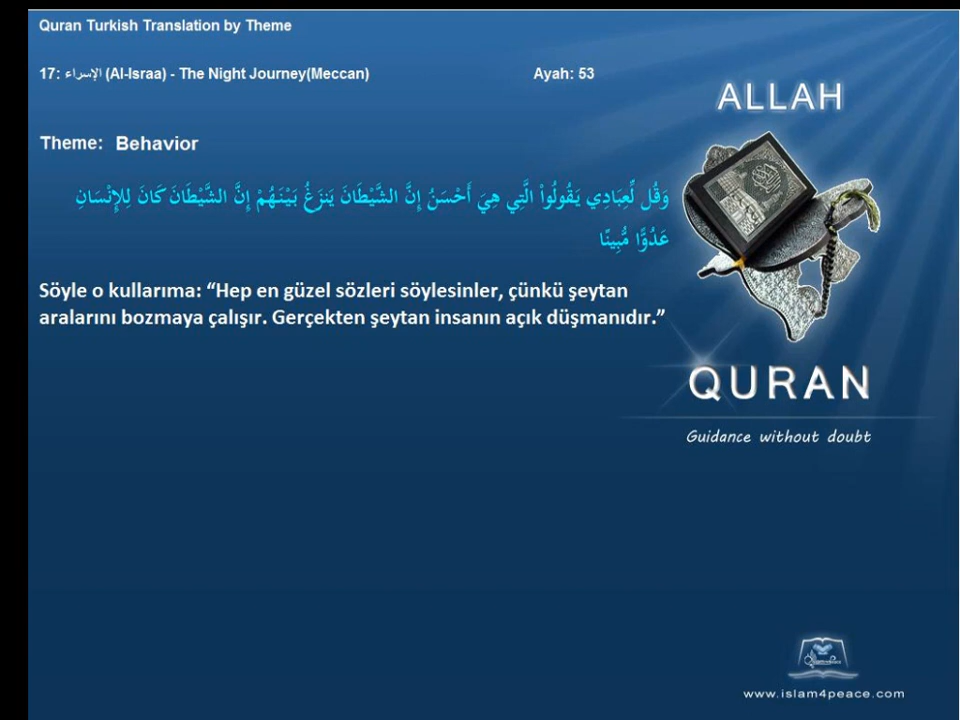 Quran Turkish Translation by Theme
17: الإسراء (Al-Israa) - The Night Journey(Meccan) Ayah: 53
ALLAH
Theme: Behavior
وَقُل لِّعِبَادِي يَقُولُواْ الَّتِي هِيَ أَحْسَنُ إِنَّ الشَّيْطَانَ يَنزَغُ بَيْنَهُمْ إِنَّ الشَّيْطَانَ كَانَ لِلإِنْسَانِ
عَدُوًّا مُّبِينًا
Söyle o kullarıma: “Hep en güzel sözleri söylesinler, çünkü şeytan
aralarını bozmaya çalışır. Gerçekten şeytan insanın açık düşmanıdır.”
QURAN
Guidance without doubt
www.islam4peace.com